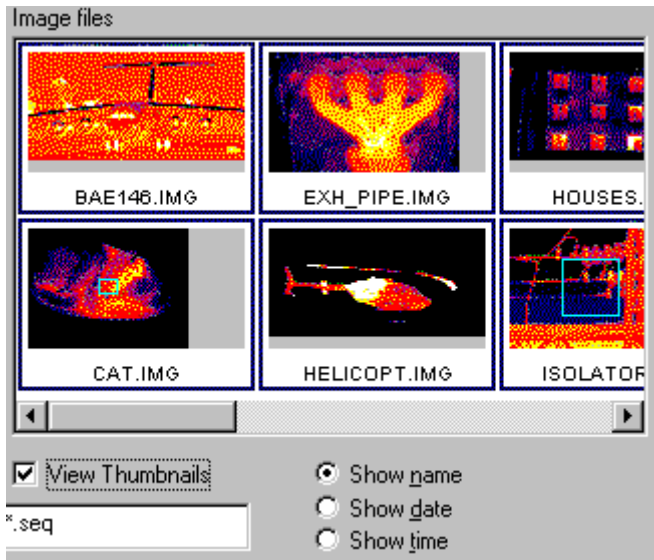 Image files
BAE146.IMG EXH_PIPE.IMG HOUSES.
CAT.IMG HELICOPT.IMG ISOLATOR
View Thumbnails Show name
*.seq Show date
Show time